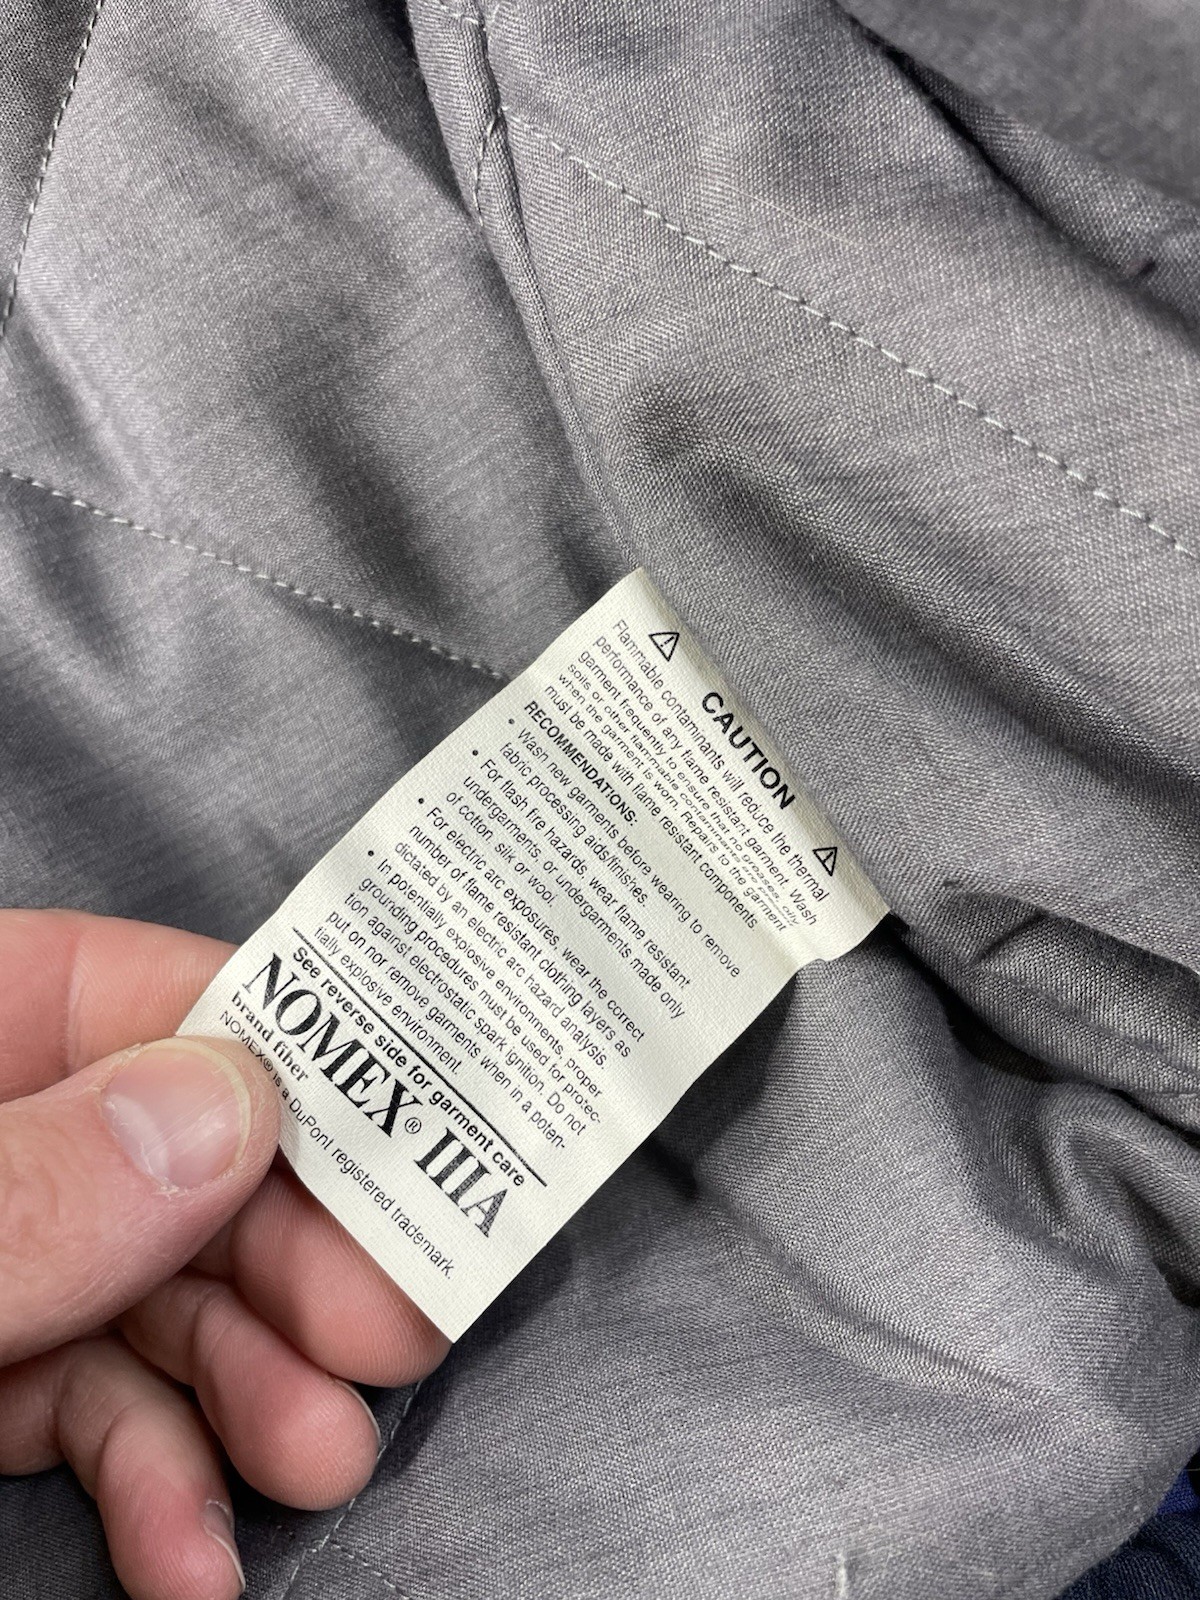 CAUTION
Flammable contaminants will reduce the thermal
performance of any flame resistant garment. Wash
garment frequently to ensure that no greases, oily
soils or other flammable contaminants are present
when the garment is worn. Repairs to the garment
must be made with flame resistant components.
RECOMMENDATIONS:
• Wash new garments before wearing to remove
fabric processing aids/finishes.
• For flash fire hazards, wear flame resistant
undergarments, or undergarments made only
of cotton, silk or wool.
• For electric arc exposures, wear the correct
number of flame resistant clothing layers as
dictated by an electric arc hazard analysis.
• In potentially explosive environments, proper
grounding procedures must be used for protec-
tion against electrostatic spark ignition. Do not
put on nor remove garments when in a poten-
tially explosive environment.
See reverse side for garment care
NOMEX® IIIA
brand fiber
NOMEX® is a DuPont registered trademark.